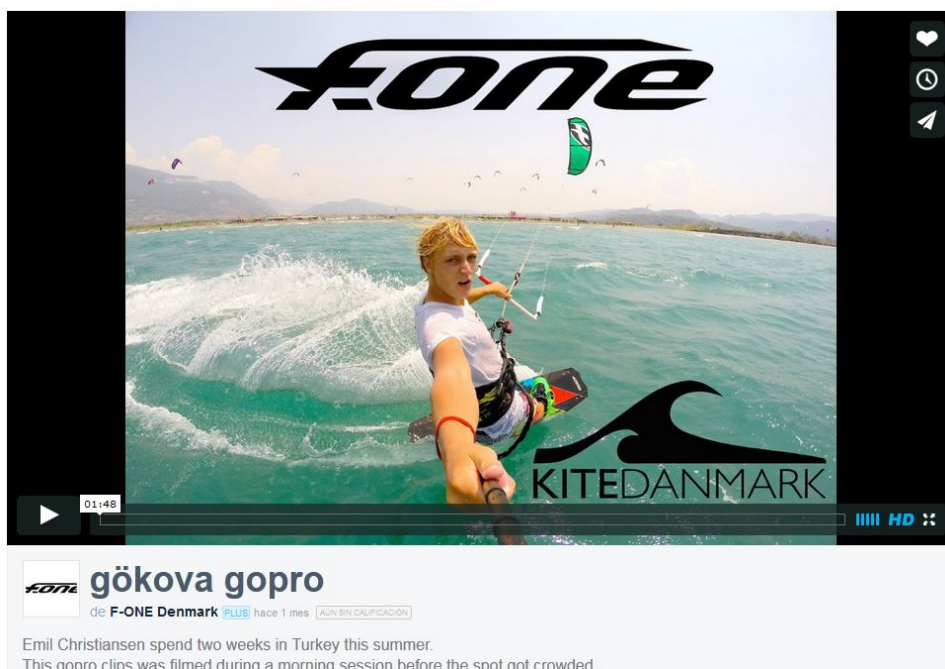 f.one
KITEDANMARK
01:48
HD
f.one
gökova gopro
de F-ONE Denmark PLUS hace 1 mes AÚN SIN CALIFICACIÓN
Emil Christiansen spend two weeks in Turkey this summer.
This gopro clips was filmed during a morning session before the spot got crowded